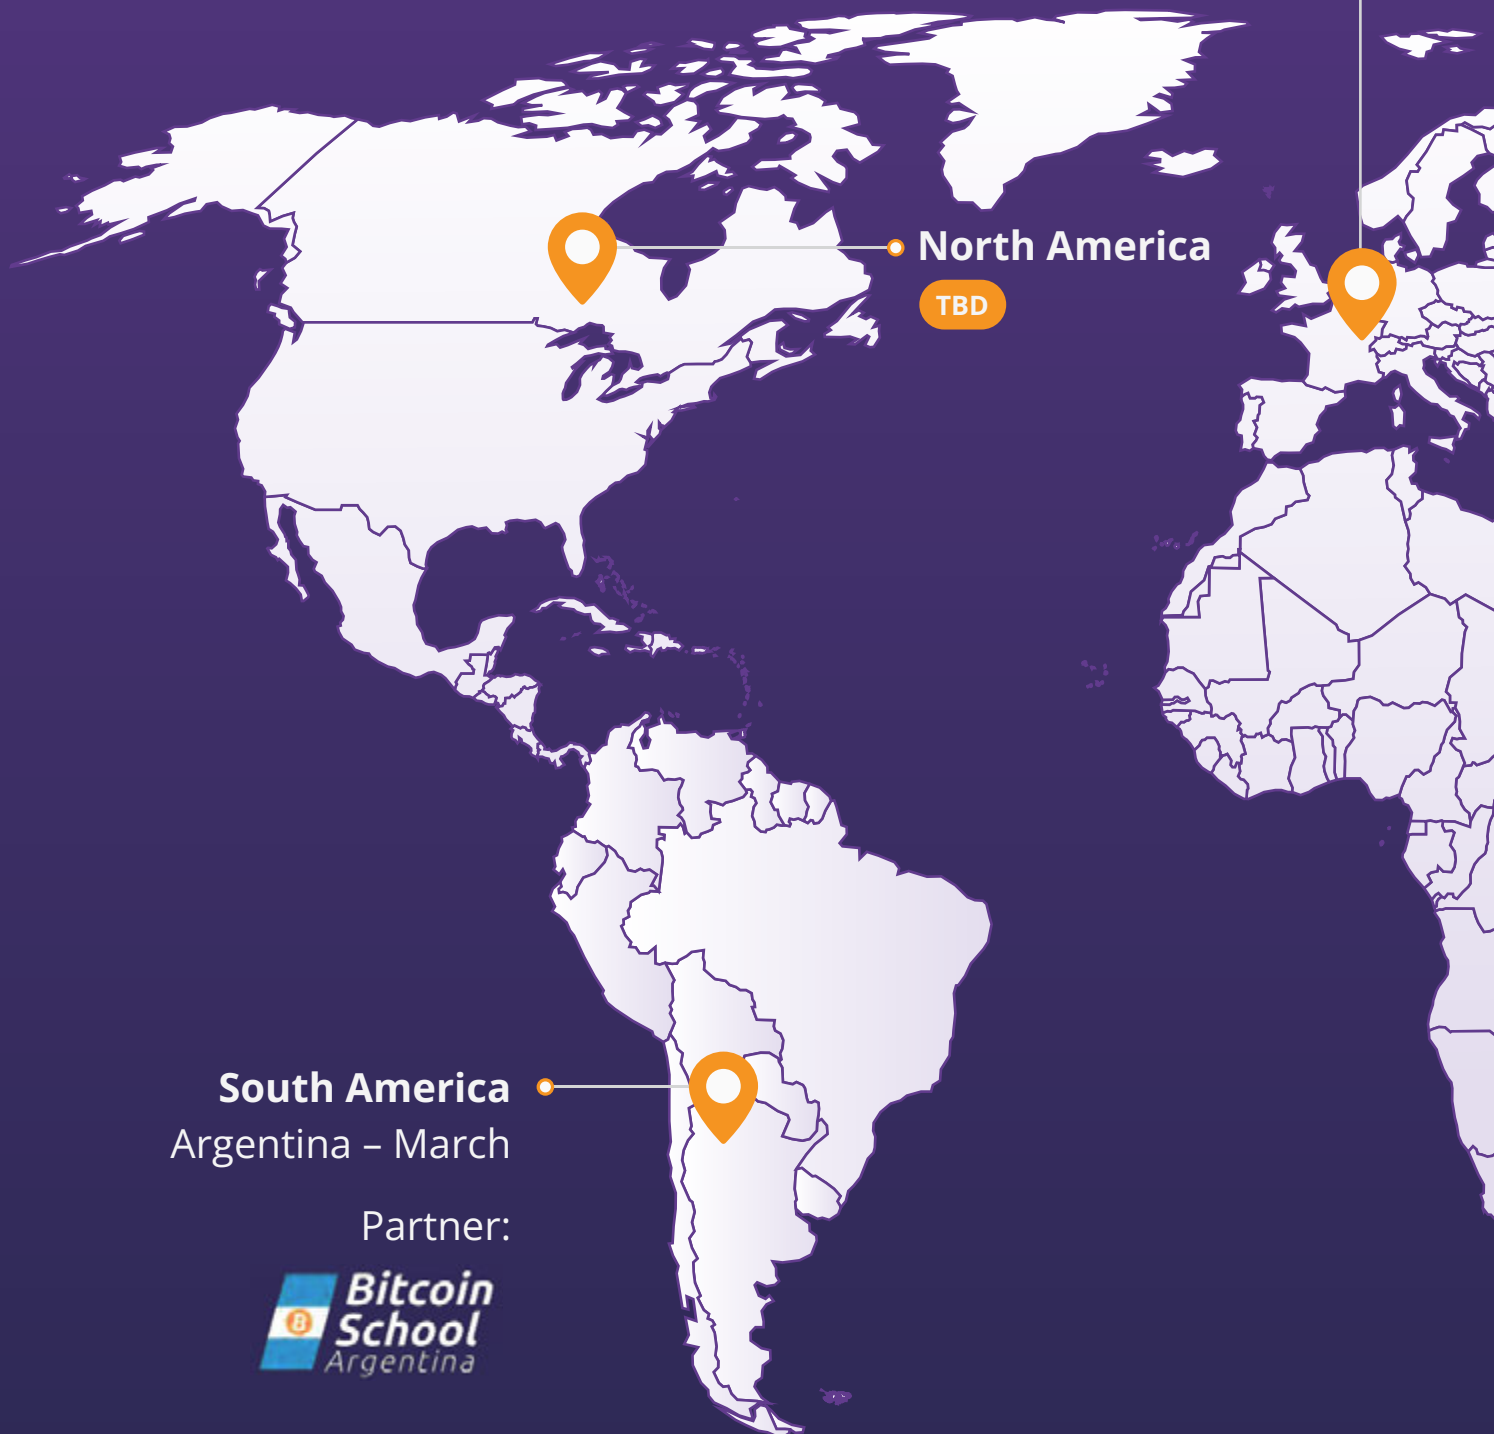 North America
TBD
South America
Argentina – March
Partner:
Bitcoin
School
Argentina